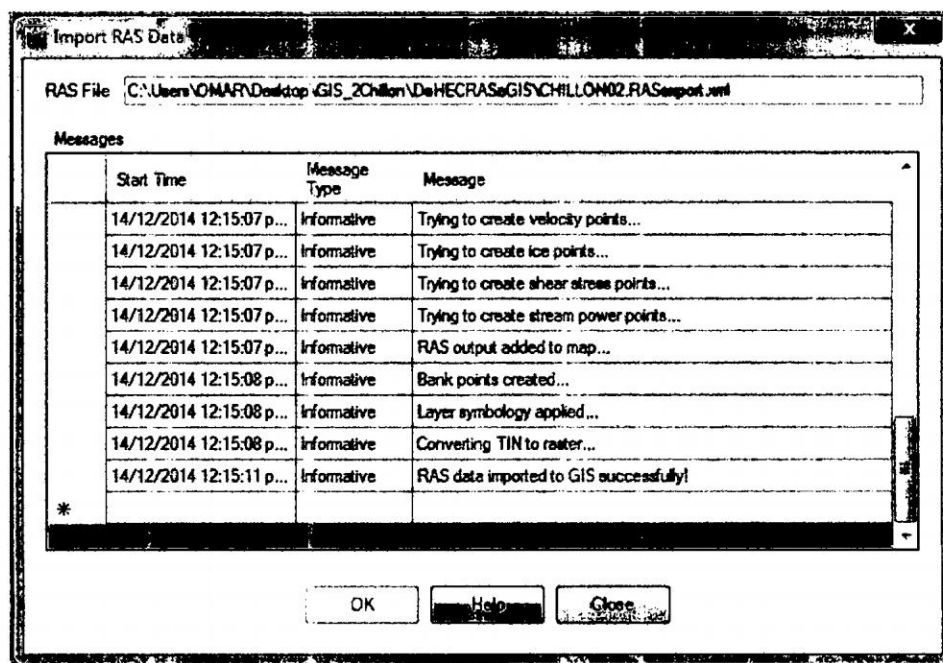 Import RAS Data
X
RAS File C:\Users\OMAR\Desktop\GIS_2Chillon\DeHECRASaGIS\CHILLON02.RASexport.xml
Messages
Start Time Message Type Message
14/12/2014 12:15:07 p... Informative Trying to create velocity points...
14/12/2014 12:15:07 p... Informative Trying to create ice points...
14/12/2014 12:15:07 p... Informative Trying to create shear stress points...
14/12/2014 12:15:07 p... Informative Trying to create stream power points...
14/12/2014 12:15:07 p... Informative RAS output added to map...
14/12/2014 12:15:08 p... Informative Bank points created...
14/12/2014 12:15:08 p... Informative Layer symbology applied...
14/12/2014 12:15:08 p... Informative Converting TIN to raster...
14/12/2014 12:15:11 p... Informative RAS data imported to GIS successfully!
*
OK Help Close